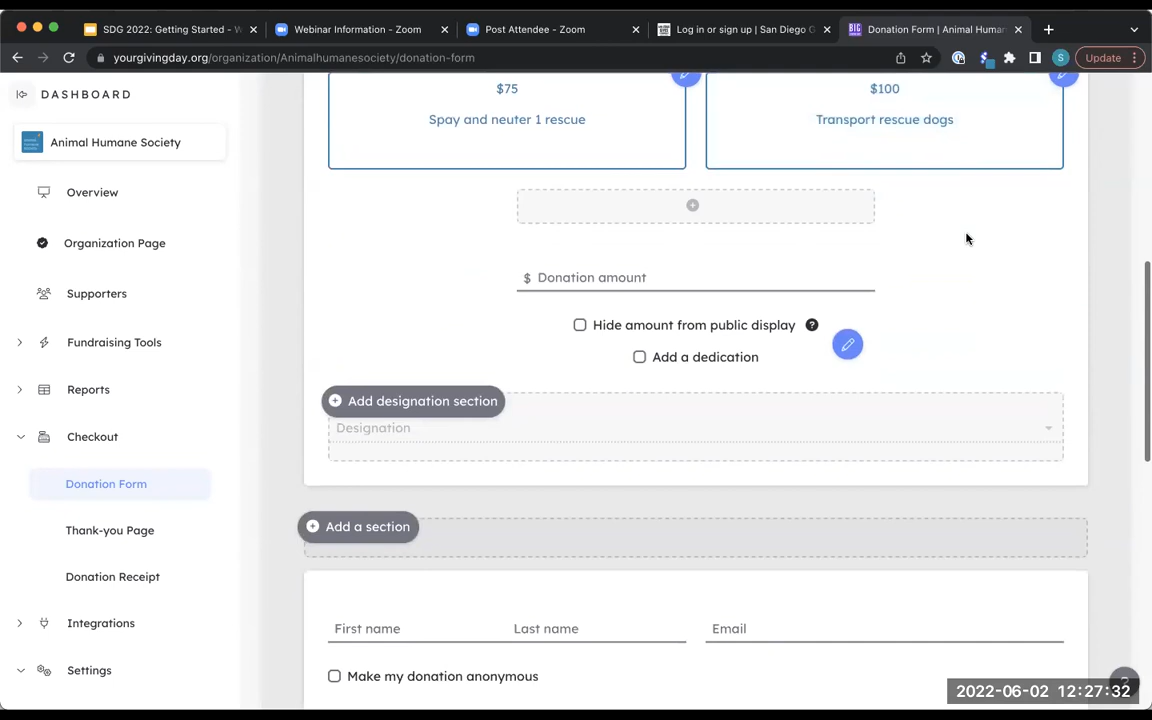 SDG 2022: Getting Started - W
Webinar Information - Zoom
Post Attendee - Zoom
Log in or sign up | San Diego G
Donation Form | Animal Human
yourgivingday.org/organization/Animalhumanesociety/donation-form
S
Update
DASHBOARD
Animal Humane Society
Overview
Organization Page
Supporters
Fundraising Tools
Reports
Checkout
Donation Form
Thank-you Page
Donation Receipt
Integrations
Settings
$75
Spay and neuter 1 rescue
$100
Transport rescue dogs
$ Donation amount
Hide amount from public display ?
Add a dedication
Add designation section
Designation
Add a section
First name
Last name
Email
Make my donation anonymous
2022-06-02 12:27:32